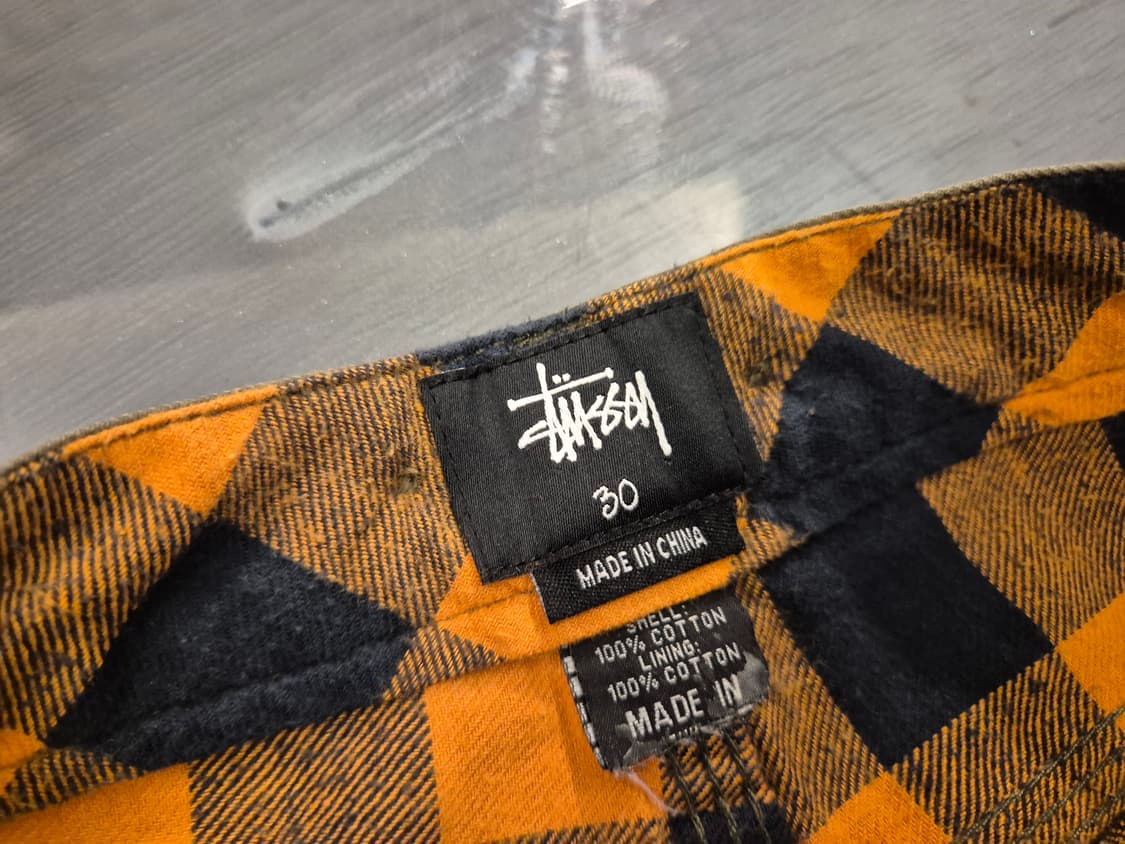 Stüssy
30
MADE IN CHINA
SHELL:
100% COTTON
LINING:
100% COTTON
MADE IN